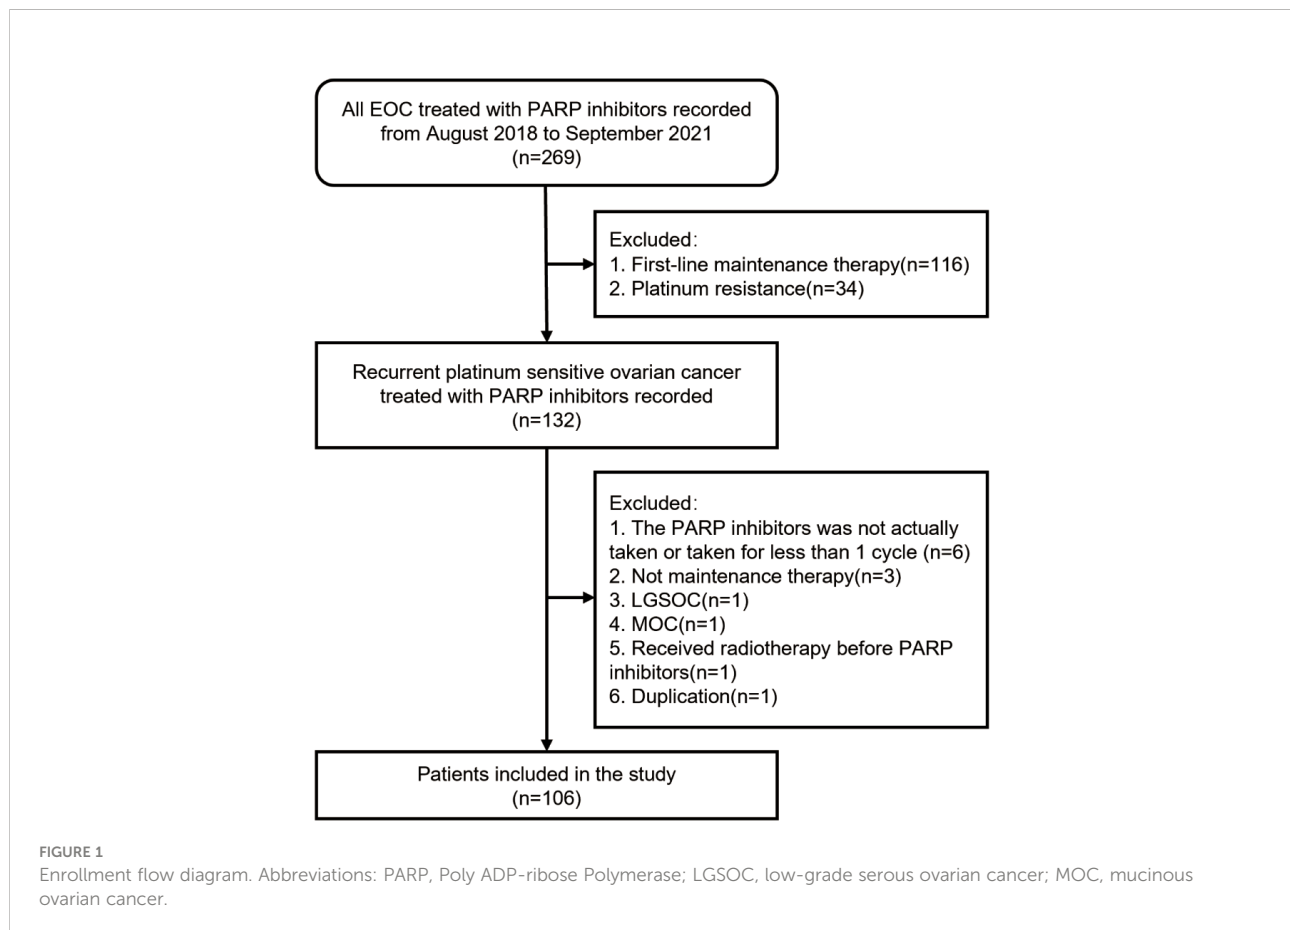 All EOC treated with PARP inhibitors recorded
from August 2018 to September 2021
(n=269)
Excluded:
1. First-line maintenance therapy(n=116)
2. Platinum resistance(n=34)
Recurrent platinum sensitive ovarian cancer
treated with PARP inhibitors recorded
(n=132)
Excluded:
1. The PARP inhibitors was not actually
taken or taken for less than 1 cycle (n=6)
2. Not maintenance therapy(n=3)
3. LGSOC(n=1)
4. MOC(n=1)
5. Received radiotherapy before PARP
inhibitors(n=1)
6. Duplication(n=1)
Patients included in the study
(n=106)
FIGURE 1
Enrollment flow diagram. Abbreviations: PARP, Poly ADP-ribose Polymerase; LGSOC, low-grade serous ovarian cancer; MOC, mucinous
ovarian cancer.